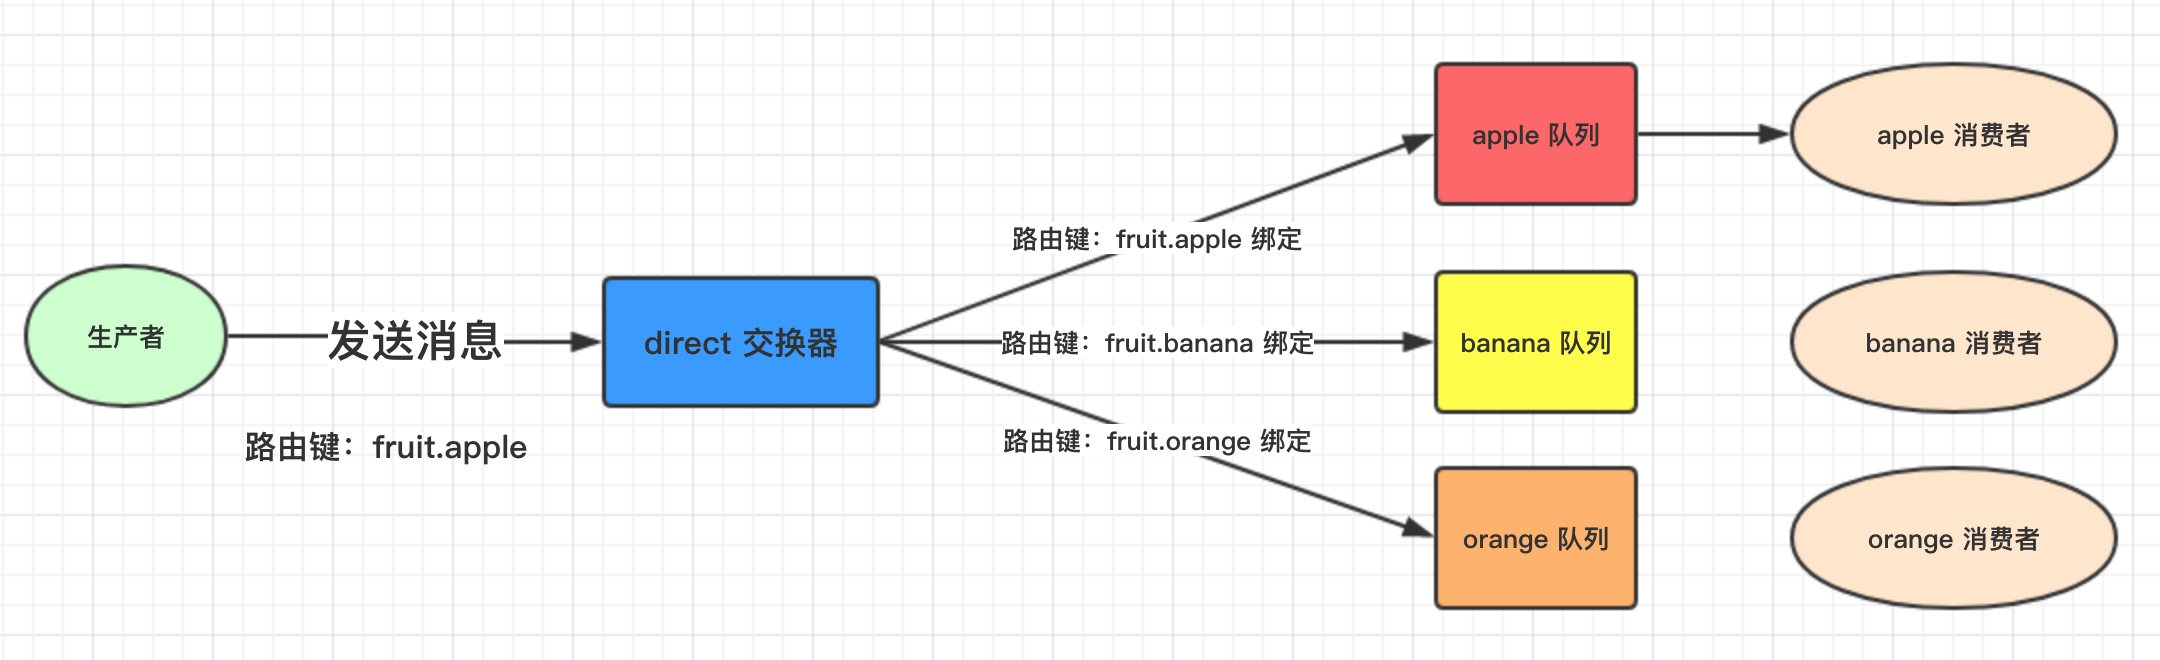 apple 队列
apple 消费者
路由键：fruit.apple 绑定
生产者
发送消息
direct 交换器
路由键：fruit.banana 绑定
banana 队列
banana 消费者
路由键：fruit.apple
路由键：fruit.orange 绑定
orange 队列
orange 消费者